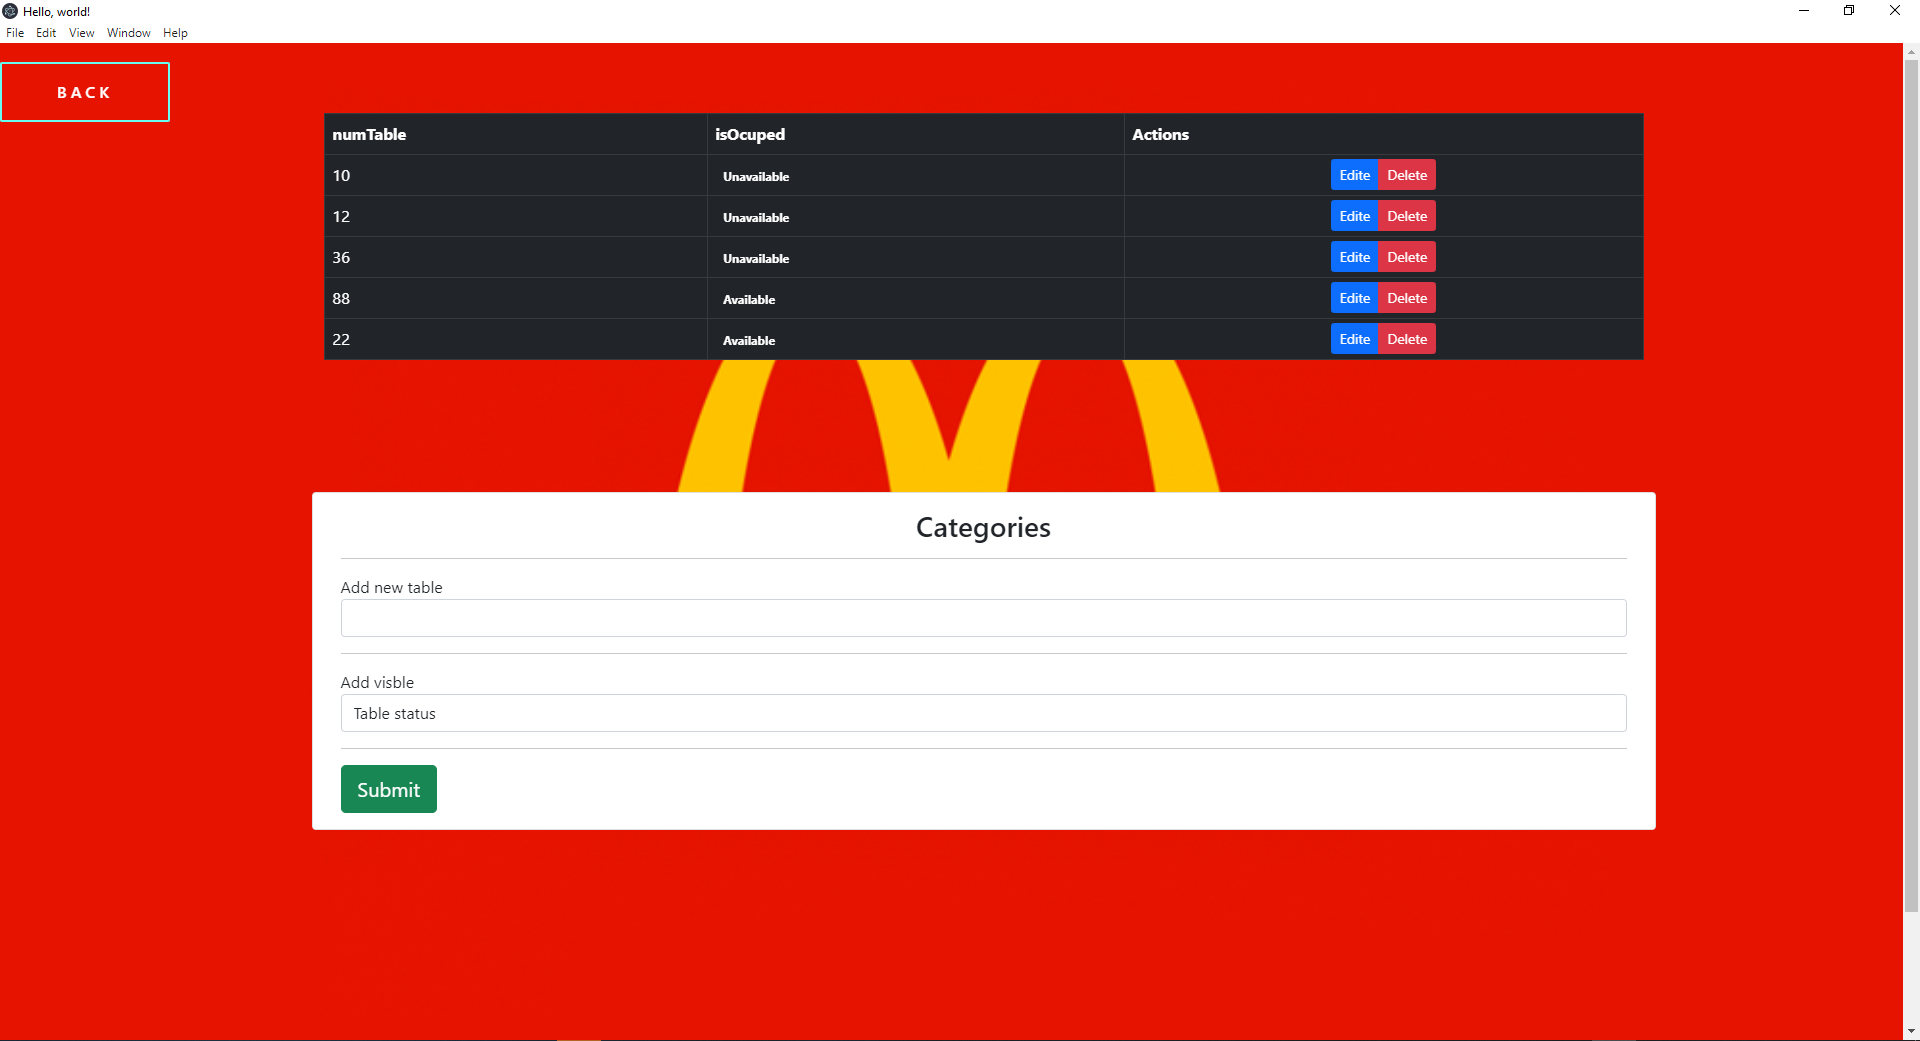 Hello, world!
File Edit View Window Help
BACK
numTable isOcuped Actions
10 Unavailable Edite Delete
12 Unavailable Edite Delete
36 Unavailable Edite Delete
88 Available Edite Delete
22 Available Edite Delete
Categories
Add new table
Add visble
Table status
Submit